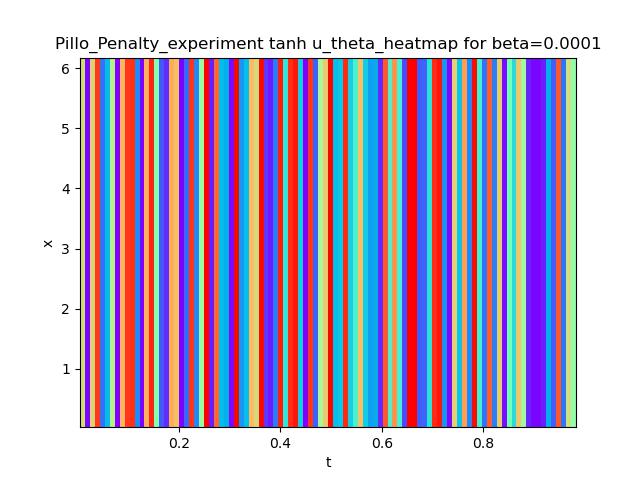 Pillo_Penalty_experiment tanh u_theta_heatmap for beta=0.0001
6
5
4
3
2
1
x
0.2 0.4 0.6 0.8
t